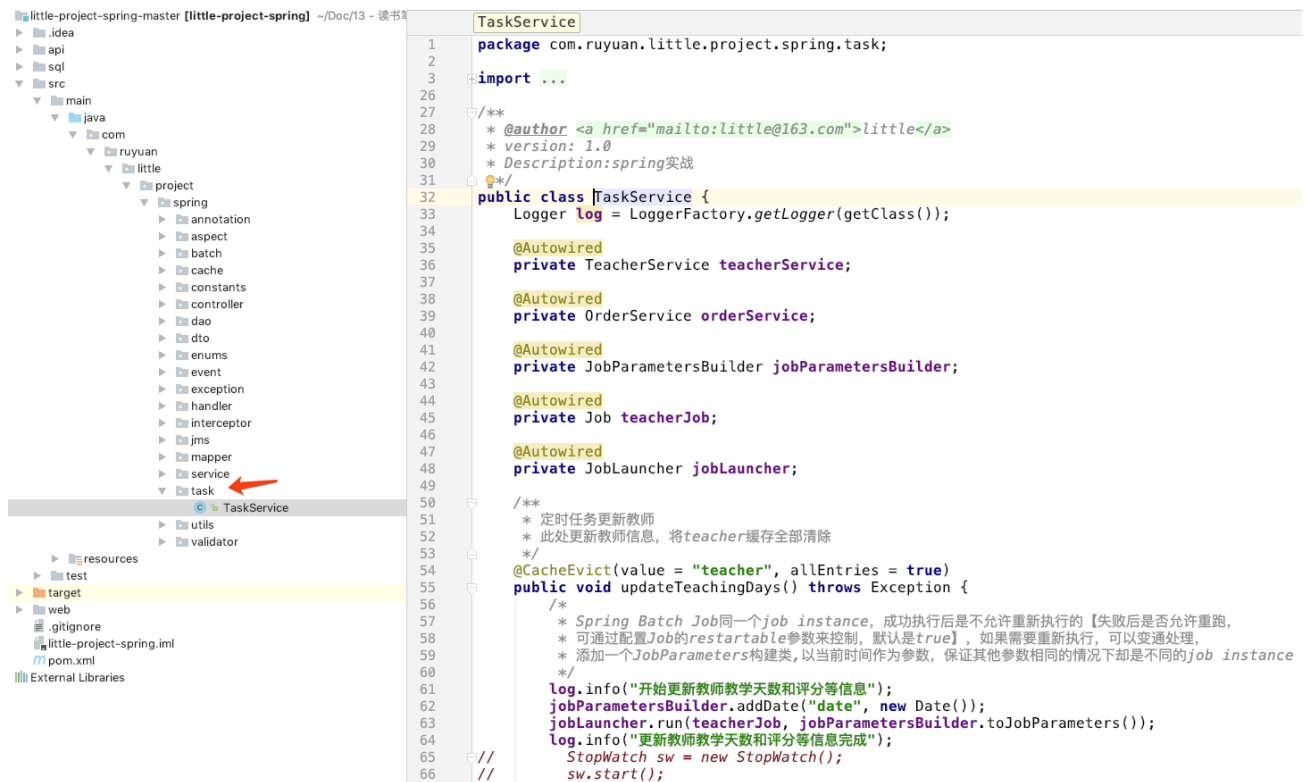 little-project-spring-master [little-project-spring] ~/Doc/13 - 读书笔
.idea
api
sql
src
main
java
com
ruyuan
little
project
spring
annotation
aspect
batch
cache
constants
controller
dao
dto
enums
event
exception
handler
interceptor
jms
mapper
service
task
TaskService
utils
validator
resources
test
target
web
.gitignore
little-project-spring.iml
pom.xml
External Libraries
TaskService
1 package com.ruyuan.little.project.spring.task;
2
3 import ...
26
27 /**
28 * @author <a href="mailto:little@163.com">little</a>
29 * version: 1.0
30 * Description:spring实战
31 */
32 public class TaskService {
33 Logger log = LoggerFactory.getLogger(getClass());
34
35 @Autowired
36 private TeacherService teacherService;
37
38 @Autowired
39 private OrderService orderService;
40
41 @Autowired
42 private JobParametersBuilder jobParametersBuilder;
43
44 @Autowired
45 private Job teacherJob;
46
47 @Autowired
48 private JobLauncher jobLauncher;
49
50 /**
51 * 定时任务更新教师
52 * 此处更新教师信息，将teacher缓存全部清除
53 */
54 @CacheEvict(value = "teacher", allEntries = true)
55 public void updateTeachingDays() throws Exception {
56 /*
57 * Spring Batch Job同一个job instance，成功执行后是不允许重新执行的【失败后是否允许重跑，
58 * 可通过配置Job的restartable参数来控制，默认是true】，如果需要重新执行，可以变通处理，
59 * 添加一个JobParameters构建类,以当前时间作为参数，保证其他参数相同的情况下却是不同的job instance
60 */
61 log.info("开始更新教师教学天数和评分等信息");
62 jobParametersBuilder.addDate("date", new Date());
63 jobLauncher.run(teacherJob, jobParametersBuilder.toJobParameters());
64 log.info("更新教师教学天数和评分等信息完成");
65 // StopWatch sw = new StopWatch();
66 // sw.start();